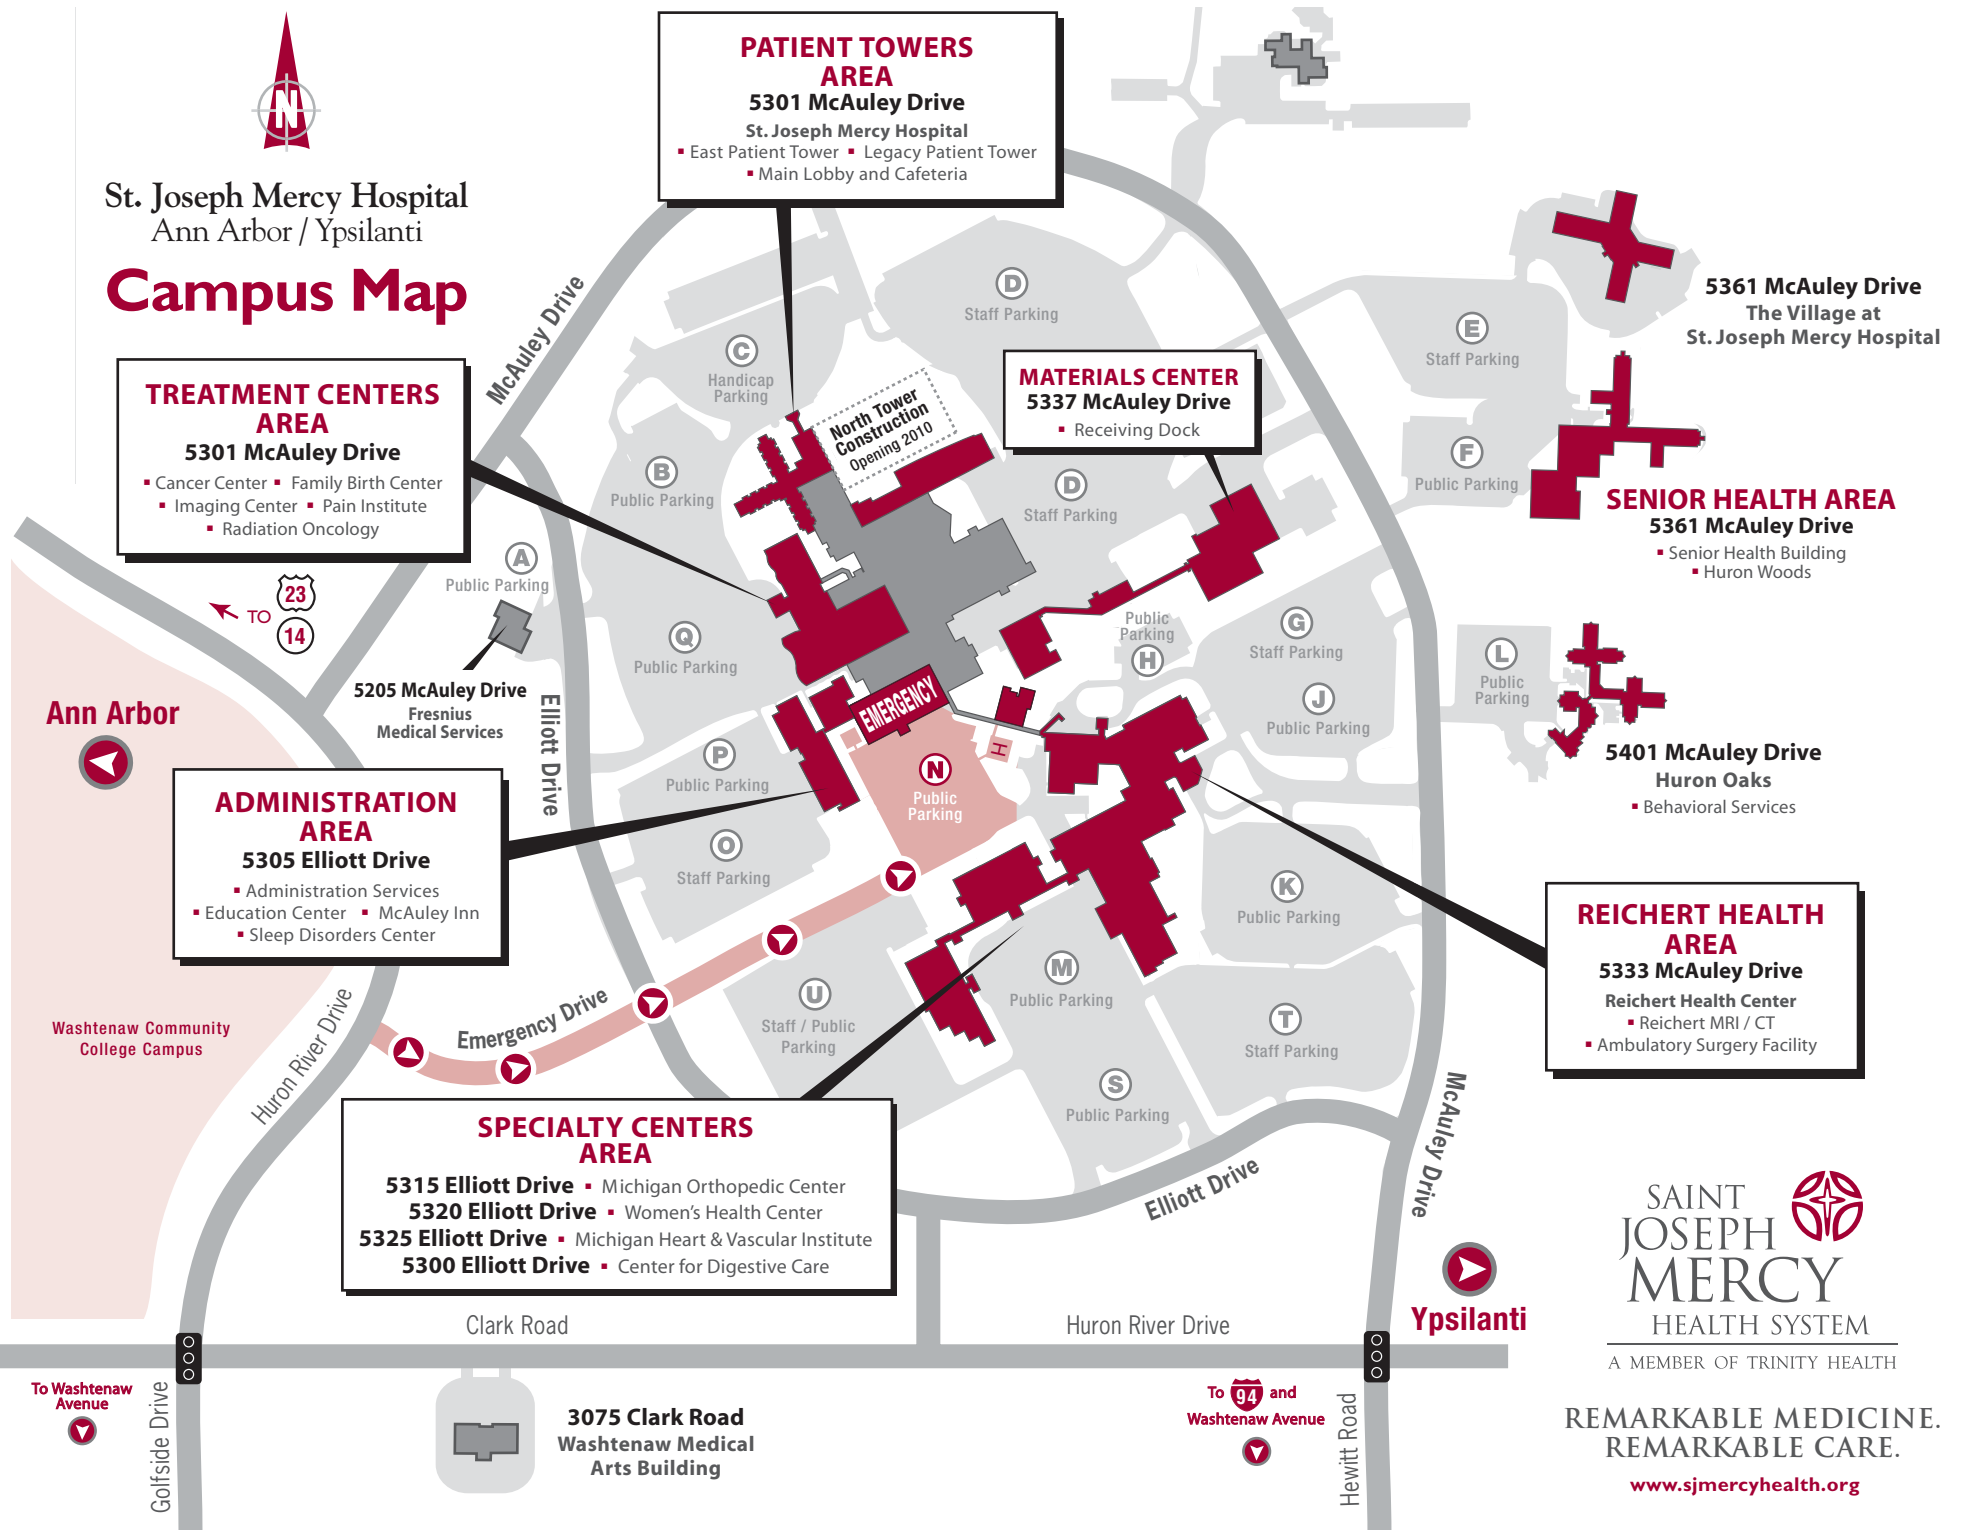 N
St. Joseph Mercy Hospital
Ann Arbor / Ypsilanti
Campus Map
PATIENT TOWERS
AREA
5301 McAuley Drive
St. Joseph Mercy Hospital
▪ East Patient Tower ▪ Legacy Patient Tower
▪ Main Lobby and Cafeteria
TREATMENT CENTERS
AREA
5301 McAuley Drive
▪ Cancer Center ▪ Family Birth Center
▪ Imaging Center ▪ Pain Institute
▪ Radiation Oncology
McAuley Drive
C
Handicap
Parking
D
Staff Parking
North Tower
Construction
Opening 2010
MATERIALS CENTER
5337 McAuley Drive
▪ Receiving Dock
E
Staff Parking
5361 McAuley Drive
The Village at
St. Joseph Mercy Hospital
B
Public Parking
D
Staff Parking
F
Public Parking
SENIOR HEALTH AREA
5361 McAuley Drive
▪ Senior Health Building
▪ Huron Woods
A
Public Parking
23
TO
14
5205 McAuley Drive
Fresnius
Medical Services
Elliott Drive
Q
Public Parking
Public
Parking
H
G
Staff Parking
J
Public Parking
L
Public
Parking
5401 McAuley Drive
Huron Oaks
▪ Behavioral Services
Ann Arbor
EMERGENCY
H
N
Public
Parking
P
Public Parking
O
Staff Parking
ADMINISTRATION
AREA
5305 Elliott Drive
▪ Administration Services
▪ Education Center ▪ McAuley Inn
▪ Sleep Disorders Center
K
Public Parking
REICHERT HEALTH
AREA
5333 McAuley Drive
Reichert Health Center
▪ Reichert MRI / CT
▪ Ambulatory Surgery Facility
Washtenaw Community
College Campus
Huron River Drive
Emergency Drive
U
Staff / Public
Parking
M
Public Parking
T
Staff Parking
S
Public Parking
McAuley Drive
Elliott Drive
SPECIALTY CENTERS
AREA
5315 Elliott Drive ▪ Michigan Orthopedic Center
5320 Elliott Drive ▪ Women's Health Center
5325 Elliott Drive ▪ Michigan Heart & Vascular Institute
5300 Elliott Drive ▪ Center for Digestive Care
Clark Road
Huron River Drive
Ypsilanti
To Washtenaw
Avenue
Golfside Drive
3075 Clark Road
Washtenaw Medical
Arts Building
To 94 and
Washtenaw Avenue
Hewitt Road
SAINT
JOSEPH
MERCY
HEALTH SYSTEM
A MEMBER OF TRINITY HEALTH
REMARKABLE MEDICINE.
REMARKABLE CARE.
www.sjmercyhealth.org